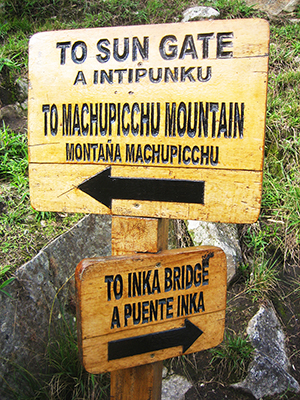 TO SUN GATE
A INTIPUNKU
TO MACHUPICCHU MOUNTAIN
MONTAÑA MACHUPICCHU
TO INKA BRIDGE
A PUENTE INKA